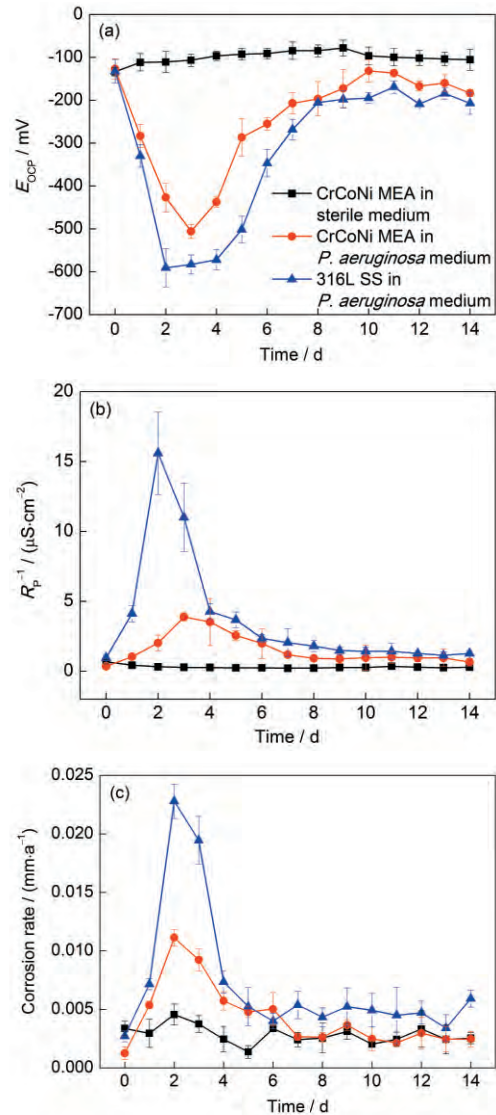 (a)
0
-100
-200
-300
-400
-500
-600
-700
E_OCP / mV
CrCoNi MEA in
sterile medium
CrCoNi MEA in
P. aeruginosa medium
316L SS in
P. aeruginosa medium
0 2 4 6 8 10 12 14
Time / d
(b)
20
15
10
5
0
R_P^-1 / (μS·cm^-2)
0 2 4 6 8 10 12 14
Time / d
(c)
0.025
0.020
0.015
0.010
0.005
0.000
Corrosion rate / (mm·a^-1)
0 2 4 6 8 10 12 14
Time / d